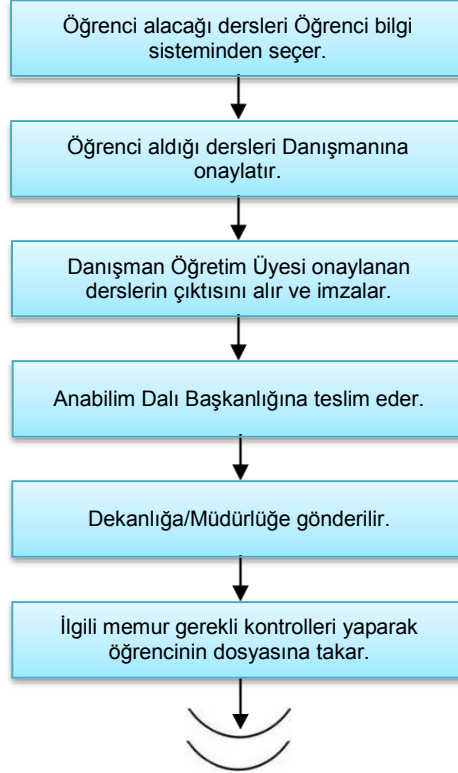 Öğrenci alacağı dersleri Öğrenci bilgi
sisteminden seçer.
Öğrenci aldığı dersleri Danışmanına
onaylatır.
Danışman Öğretim Üyesi onaylanan
derslerin çıktısını alır ve imzalar.
Anabilim Dalı Başkanlığına teslim eder.
Dekanlığa/Müdürlüğe gönderilir.
İlgili memur gerekli kontrolleri yaparak
öğrencinin dosyasına takar.